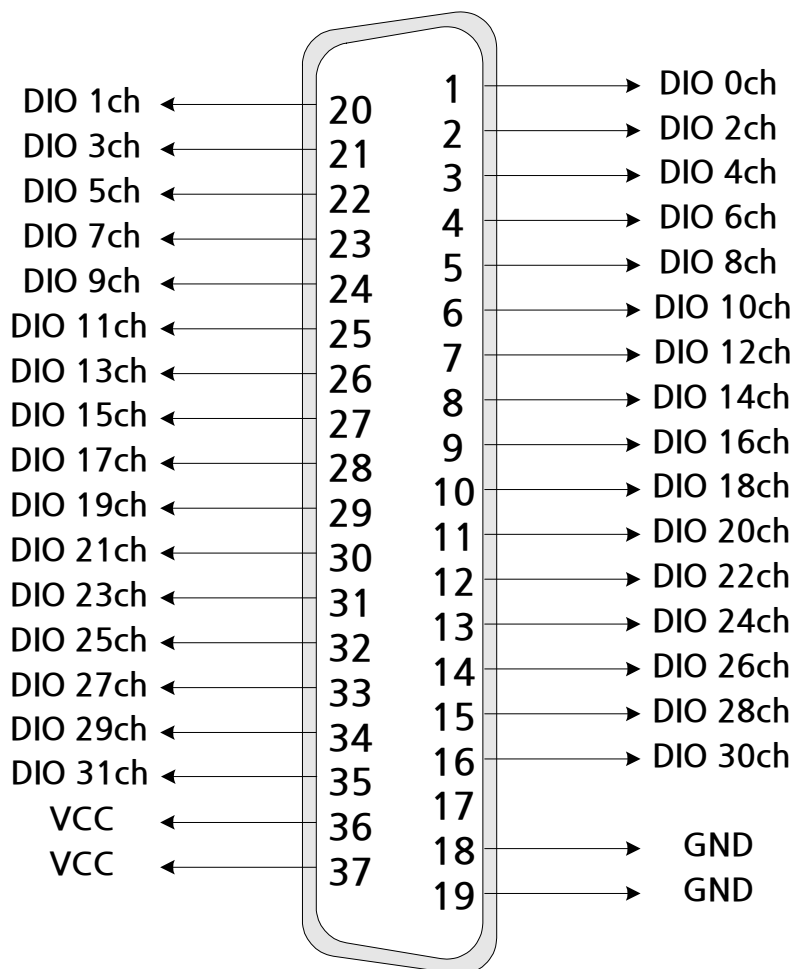 DIO 1ch 20 1 DIO 0ch
DIO 3ch 21 2 DIO 2ch
DIO 5ch 22 3 DIO 4ch
DIO 7ch 23 4 DIO 6ch
DIO 9ch 24 5 DIO 8ch
DIO 11ch 25 6 DIO 10ch
DIO 13ch 26 7 DIO 12ch
DIO 15ch 27 8 DIO 14ch
DIO 17ch 28 9 DIO 16ch
DIO 19ch 29 10 DIO 18ch
DIO 21ch 30 11 DIO 20ch
DIO 23ch 31 12 DIO 22ch
DIO 25ch 32 13 DIO 24ch
DIO 27ch 33 14 DIO 26ch
DIO 29ch 34 15 DIO 28ch
DIO 31ch 35 16 DIO 30ch
VCC 36 17
VCC 37 18 GND
19 GND